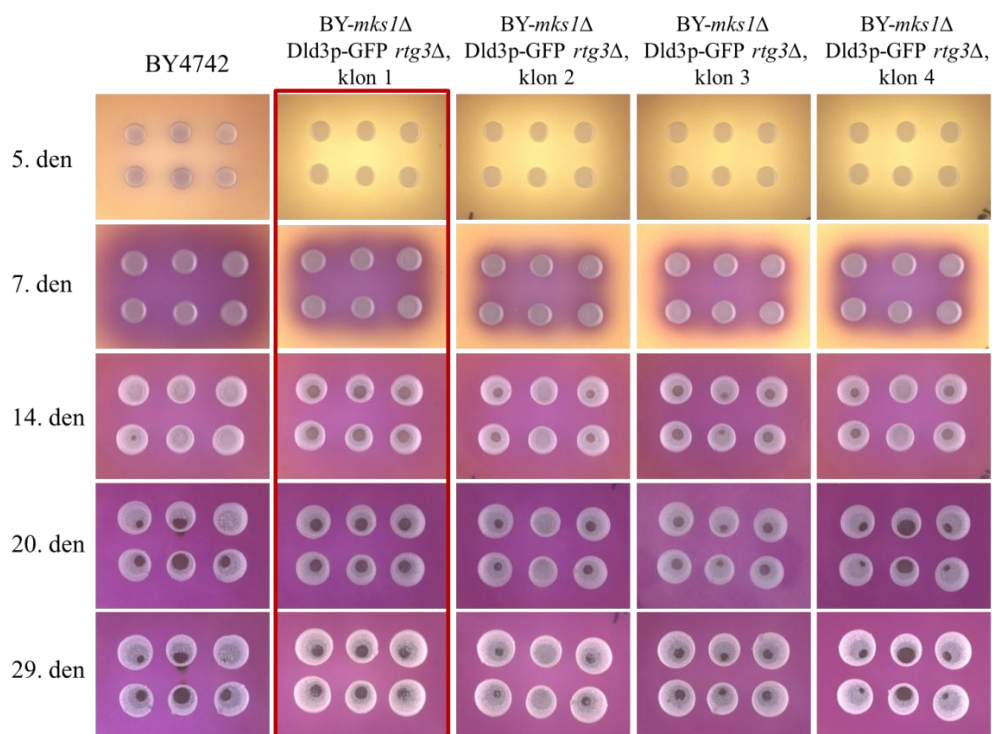 BY4742
BY-mks1Δ
Dld3p-GFP rtg3Δ,
klon 1
BY-mks1Δ
Dld3p-GFP rtg3Δ,
klon 2
BY-mks1Δ
Dld3p-GFP rtg3Δ,
klon 3
BY-mks1Δ
Dld3p-GFP rtg3Δ,
klon 4
5. den
7. den
14. den
20. den
29. den